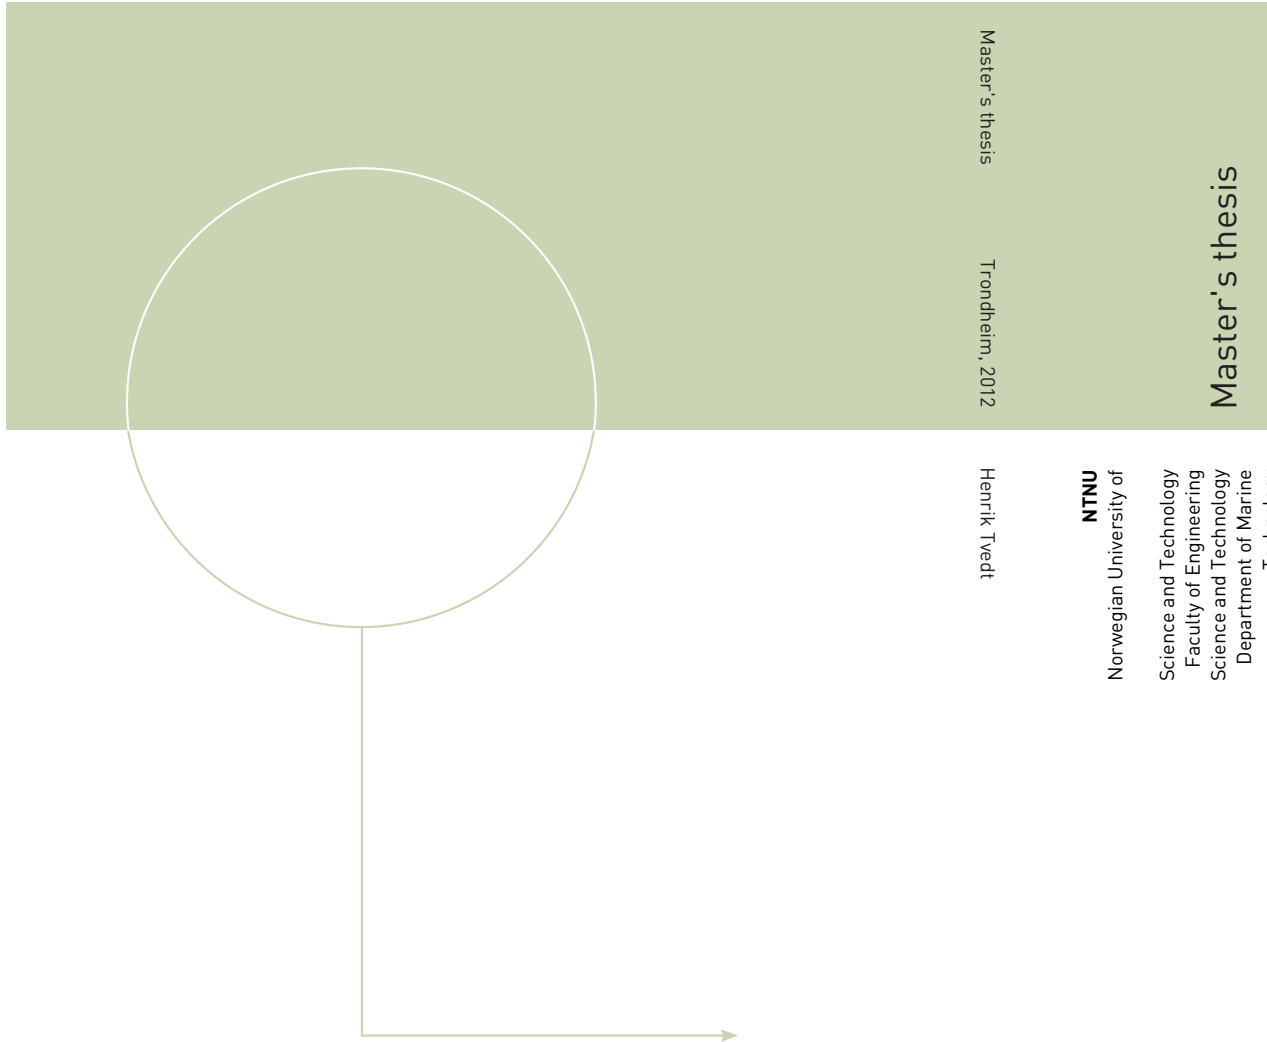 Master's thesis
Trondheim, 2012
Henrik Tvedt
Master's thesis
NTNU
Norwegian University of
Science and Technology
Faculty of Engineering
Science and Technology
Department of Marine